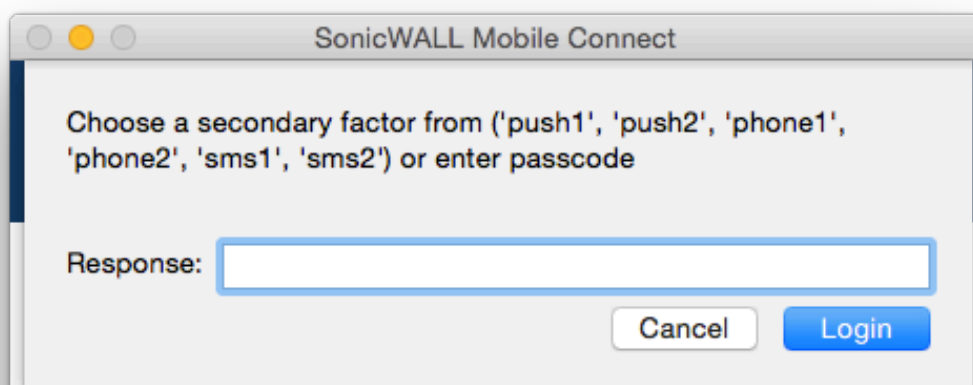 SonicWALL Mobile Connect
Choose a secondary factor from ('push1', 'push2', 'phone1',
'phone2', 'sms1', 'sms2') or enter passcode
Response:
Cancel Login